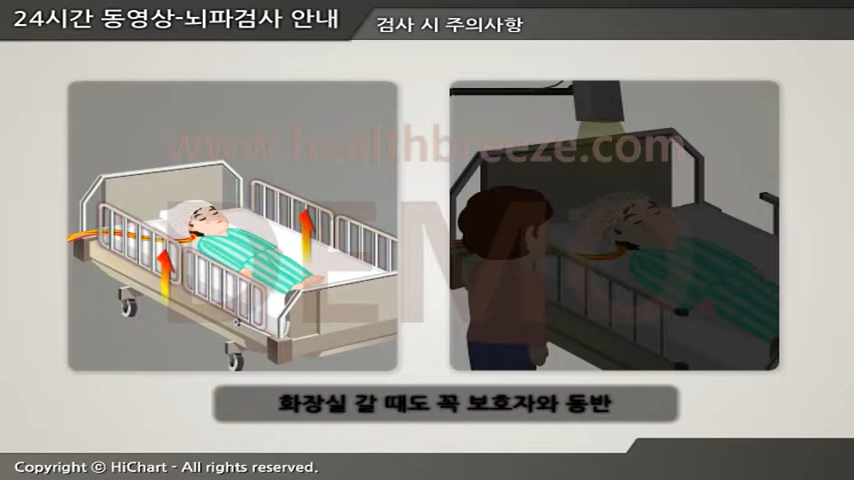 24시간 동영상-뇌파검사 안내
검사 시 주의사항
www.healthbreeze.com
DEMO
화장실 갈 때도 꼭 보호자와 동반
Copyright ⓒ HiChart - All rights reserved.